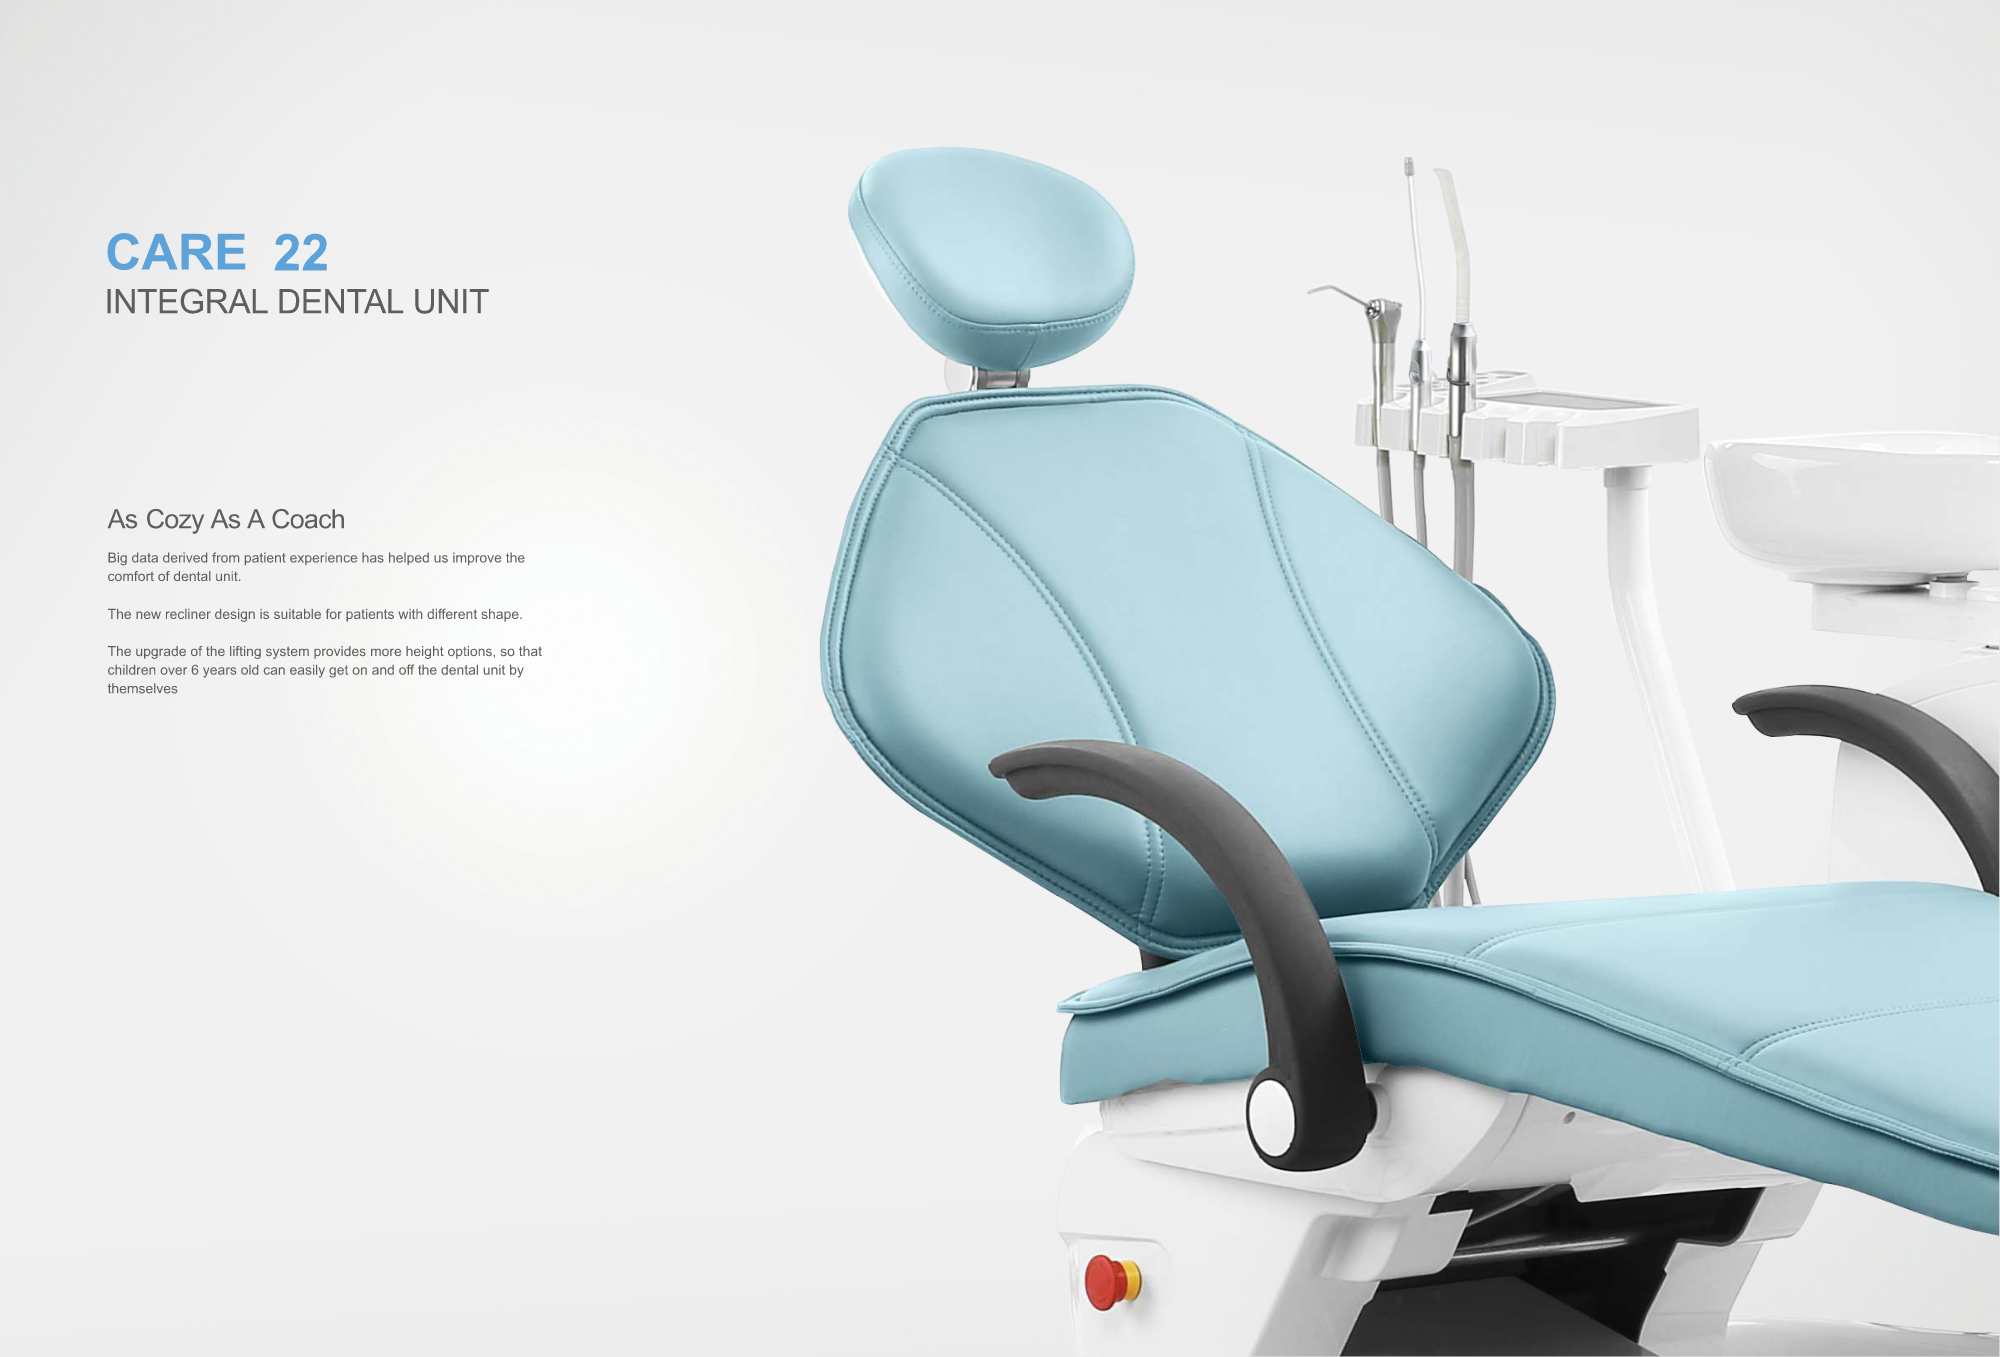 CARE 22
INTEGRAL DENTAL UNIT
As Cozy As A Coach
Big data derived from patient experience has helped us improve the
comfort of dental unit.
The new recliner design is suitable for patients with different shape.
The upgrade of the lifting system provides more height options, so that
children over 6 years old can easily get on and off the dental unit by
themselves